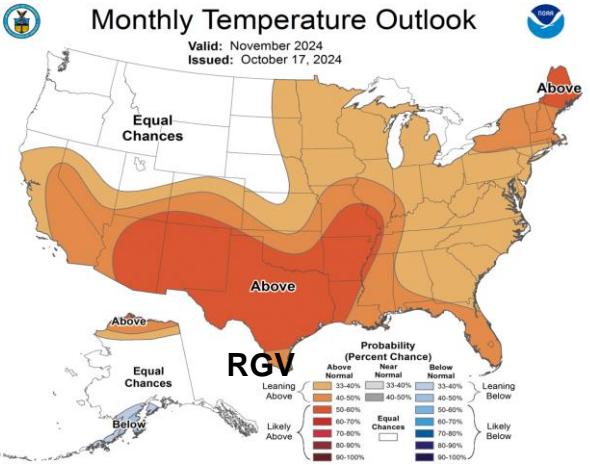 Monthly Temperature Outlook
Valid: November 2024
Issued: October 17, 2024
NOAA
Above
Equal
Chances
Above
Above
Equal
Chances
Below
RGV
Probability
(Percent Chance)
Above
Normal
Near
Normal
Below
Normal
Leaning
Above
33-40%
40-50%
33-40%
40-50%
33-40%
40-50%
Leaning
Below
Likely
Above
50-60%
60-70%
70-80%
80-90%
90-100%
Equal
Chances
50-60%
60-70%
70-80%
80-90%
90-100%
Likely
Below